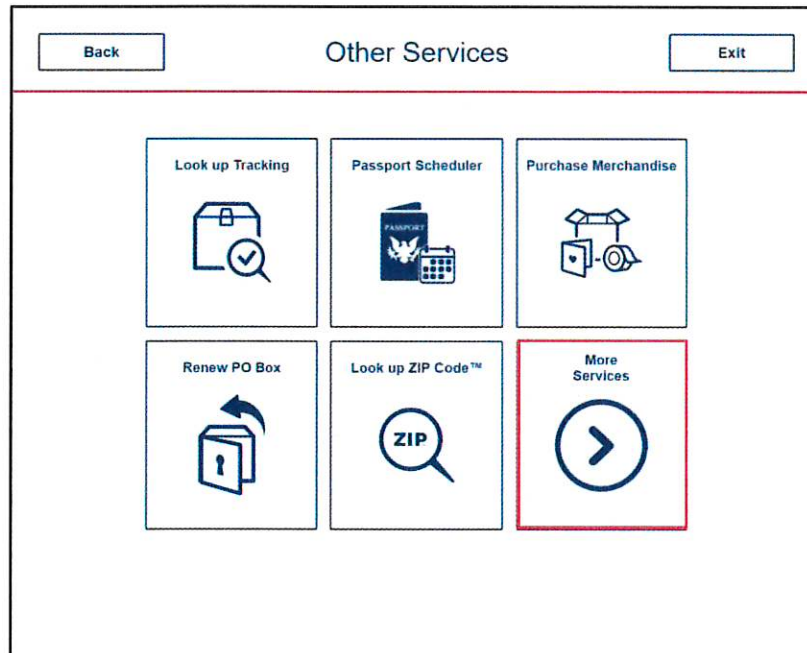 Back
Other Services
Exit
Look up Tracking
Passport Scheduler
Purchase Merchandise
PASSPORT
Renew PO Box
Look up ZIP Code™
ZIP
More
Services